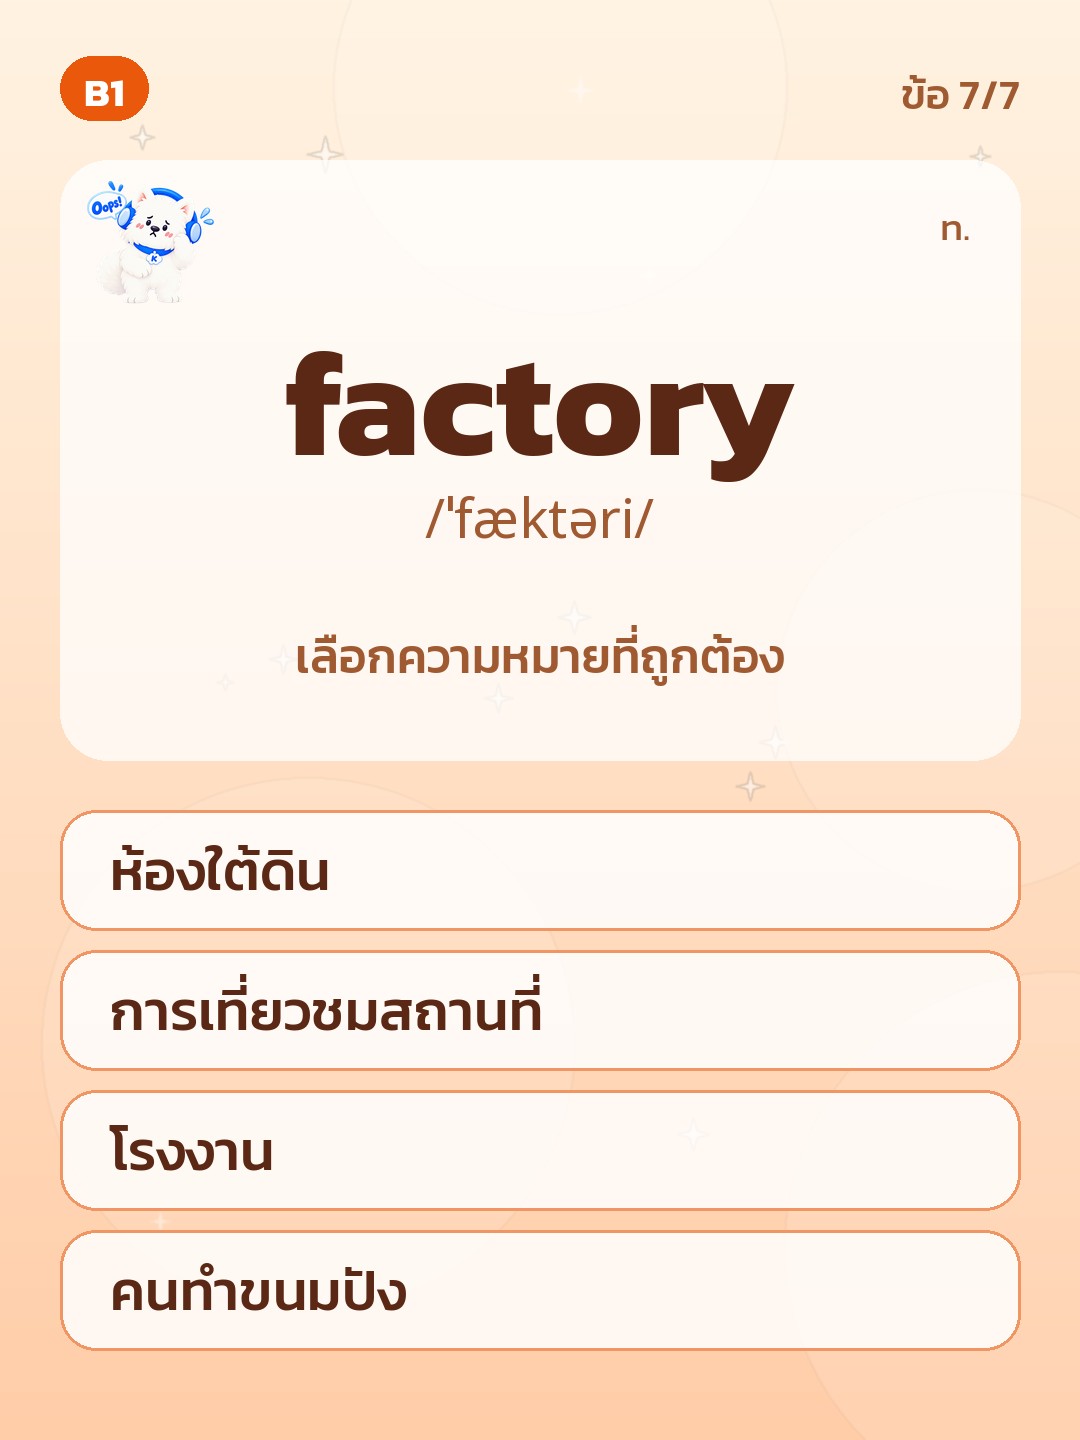 B1
ข้อ 7/7
Oops!
K
n.
factory
/ˈfæktəri/
เลือกความหมายที่ถูกต้อง
ห้องใต้ดิน
การเที่ยวชมสถานที่
โรงงาน
คนทำขนมปัง